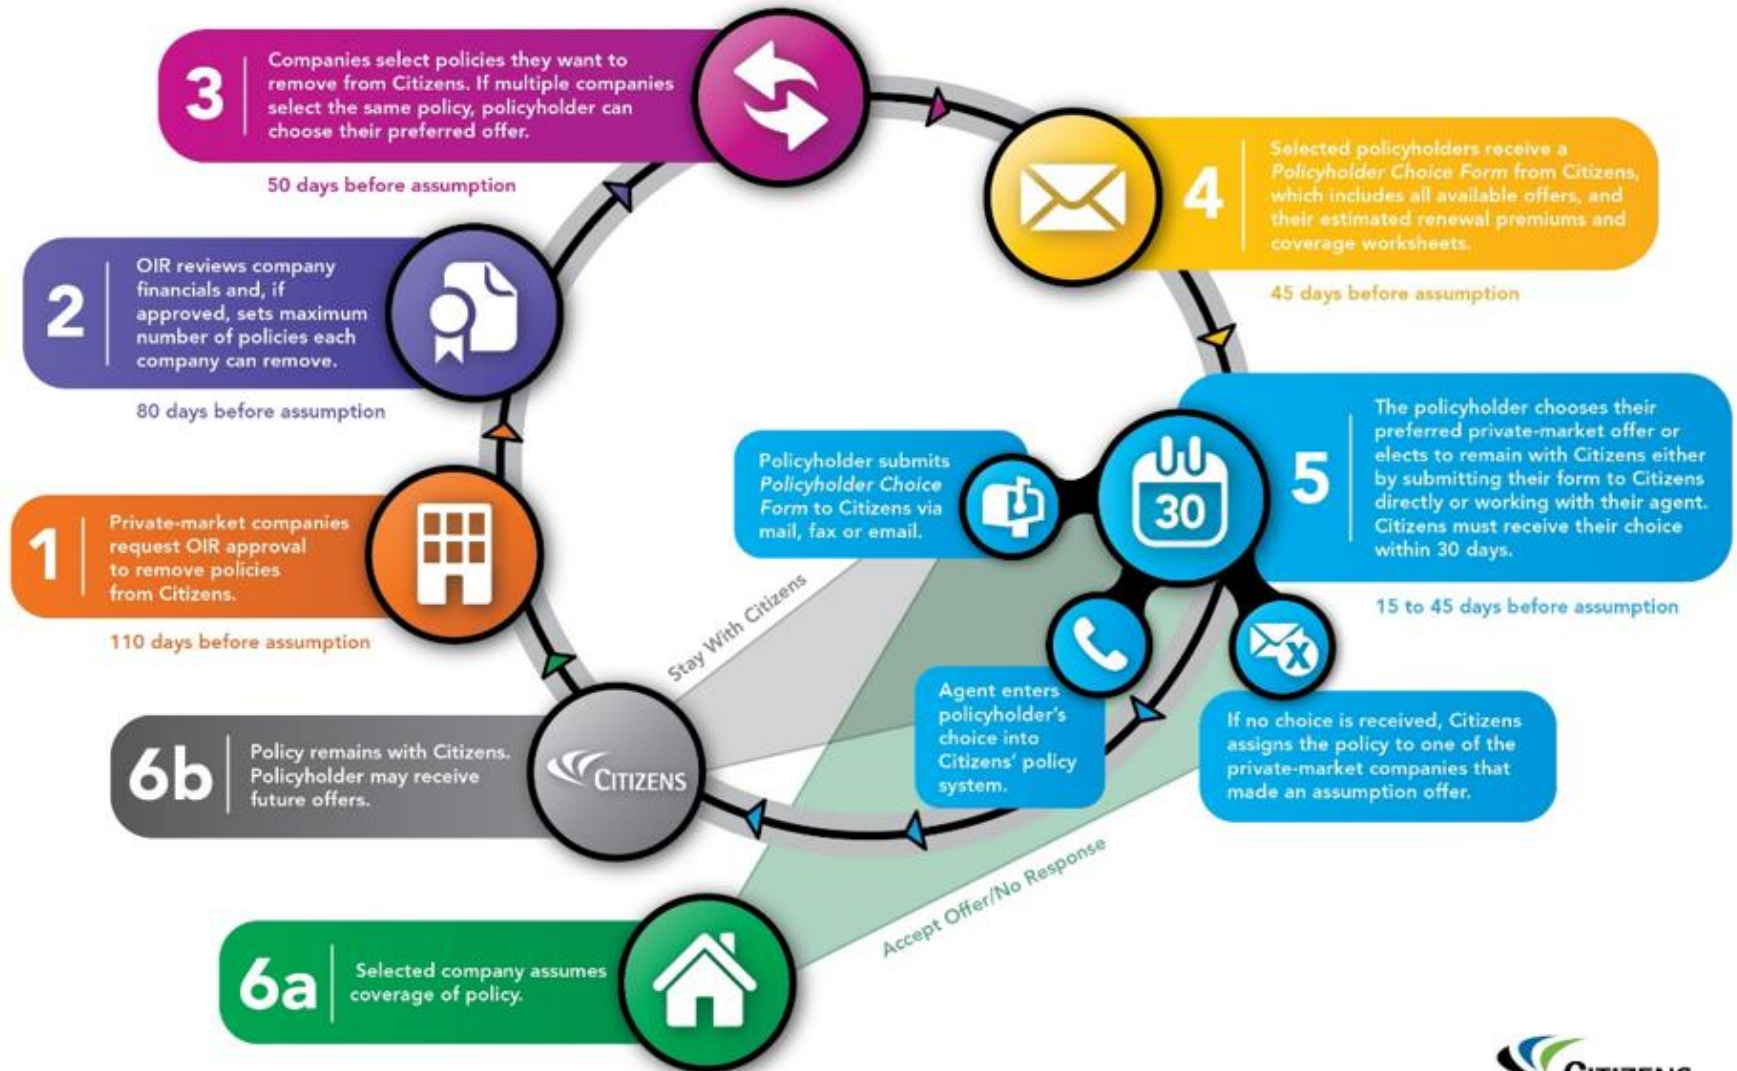 3
Companies select policies they want to
remove from Citizens. If multiple companies
select the same policy, policyholder can
choose their preferred offer.
50 days before assumption
4
Selected policyholders receive a
Policyholder Choice Form from Citizens,
which includes all available offers, and
their estimated renewal premiums and
coverage worksheets.
45 days before assumption
2
OIR reviews company
financials and, if
approved, sets maximum
number of policies each
company can remove.
80 days before assumption
5
The policyholder chooses their
preferred private-market offer or
elects to remain with Citizens either
by submitting their form to Citizens
directly or working with their agent.
Citizens must receive their choice
within 30 days.
15 to 45 days before assumption
30
Policyholder submits
Policyholder Choice
Form to Citizens via
mail, fax or email.
1
Private-market companies
request OIR approval
to remove policies
from Citizens.
110 days before assumption
Stay With Citizens
Agent enters
policyholder's
choice into
Citizens' policy
system.
X
If no choice is received, Citizens
assigns the policy to one of the
private-market companies that
made an assumption offer.
6b
Policy remains with Citizens.
Policyholder may receive
future offers.
CITIZENS
Accept Offer/No Response
6a
Selected company assumes
coverage of policy.
CITIZENS